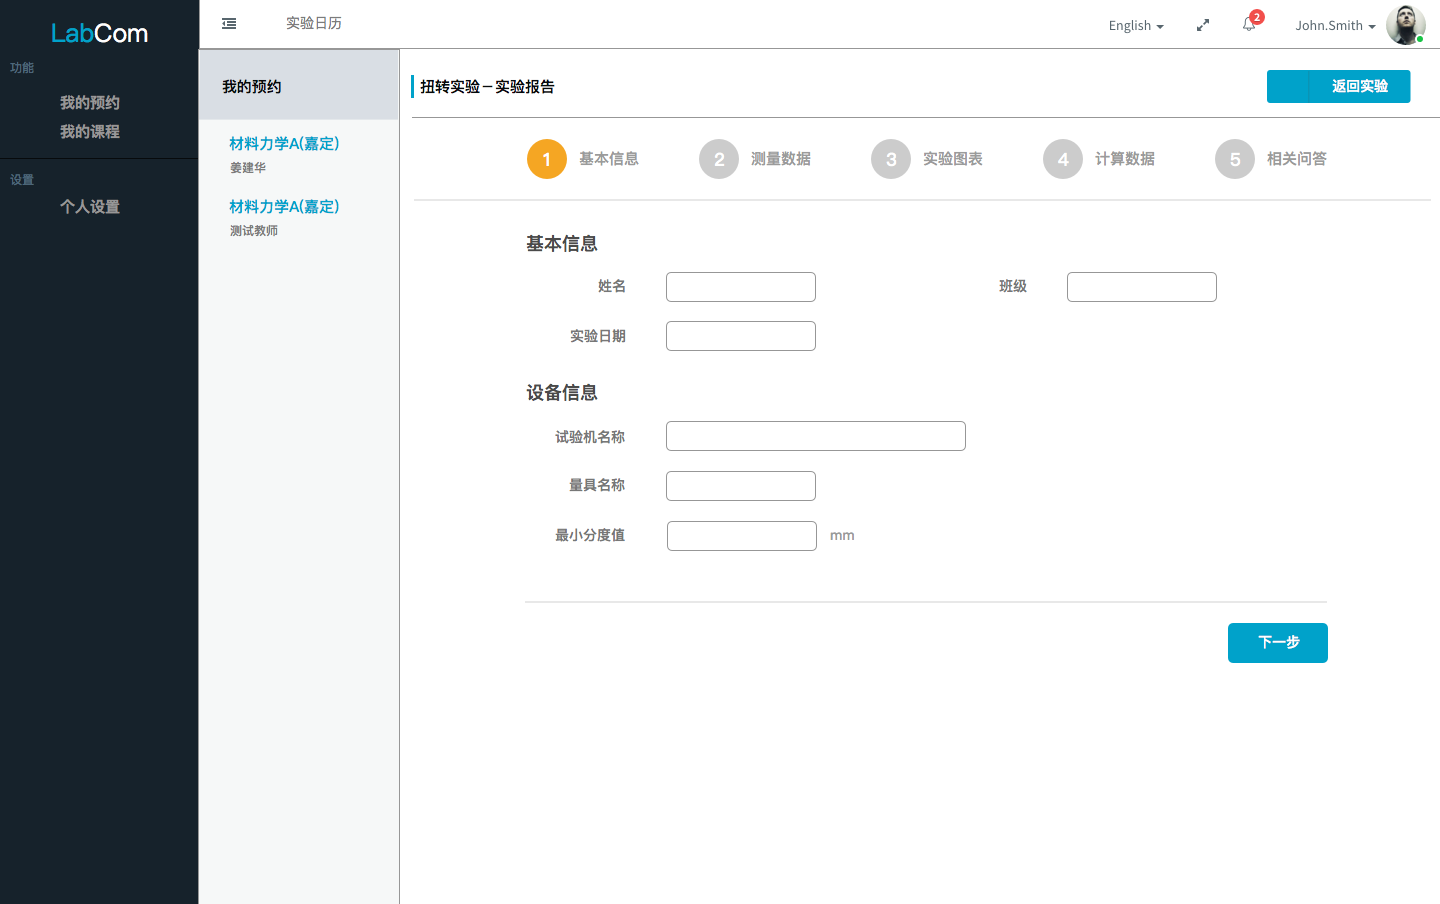 LabCom
功能
我的预约
我的课程
设置
个人设置
实验日历
English
2
John.Smith
我的预约
材料力学A(嘉定)
姜建华
材料力学A(嘉定)
测试教师
扭转实验－实验报告
返回实验
1 基本信息
2 测量数据
3 实验图表
4 计算数据
5 相关问答
基本信息
姓名
班级
实验日期
设备信息
试验机名称
量具名称
最小分度值
mm
下一步